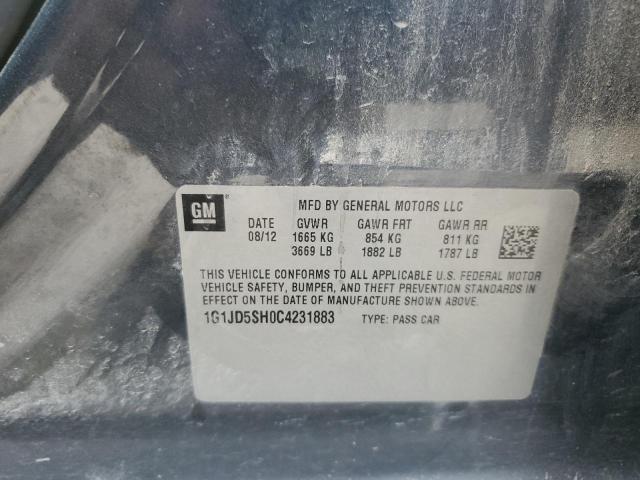 GM®
MFD BY GENERAL MOTORS LLC
DATE GVWR GAWR FRT GAWR RR
08/12 1665 KG 854 KG 811 KG
3669 LB 1882 LB 1787 LB
THIS VEHICLE CONFORMS TO ALL APPLICABLE U.S. FEDERAL MOTOR
VEHICLE SAFETY, BUMPER, AND THEFT PREVENTION STANDARDS IN
EFFECT ON THE DATE OF MANUFACTURE SHOWN ABOVE.
1G1JD5SH0C4231883 TYPE: PASS CAR